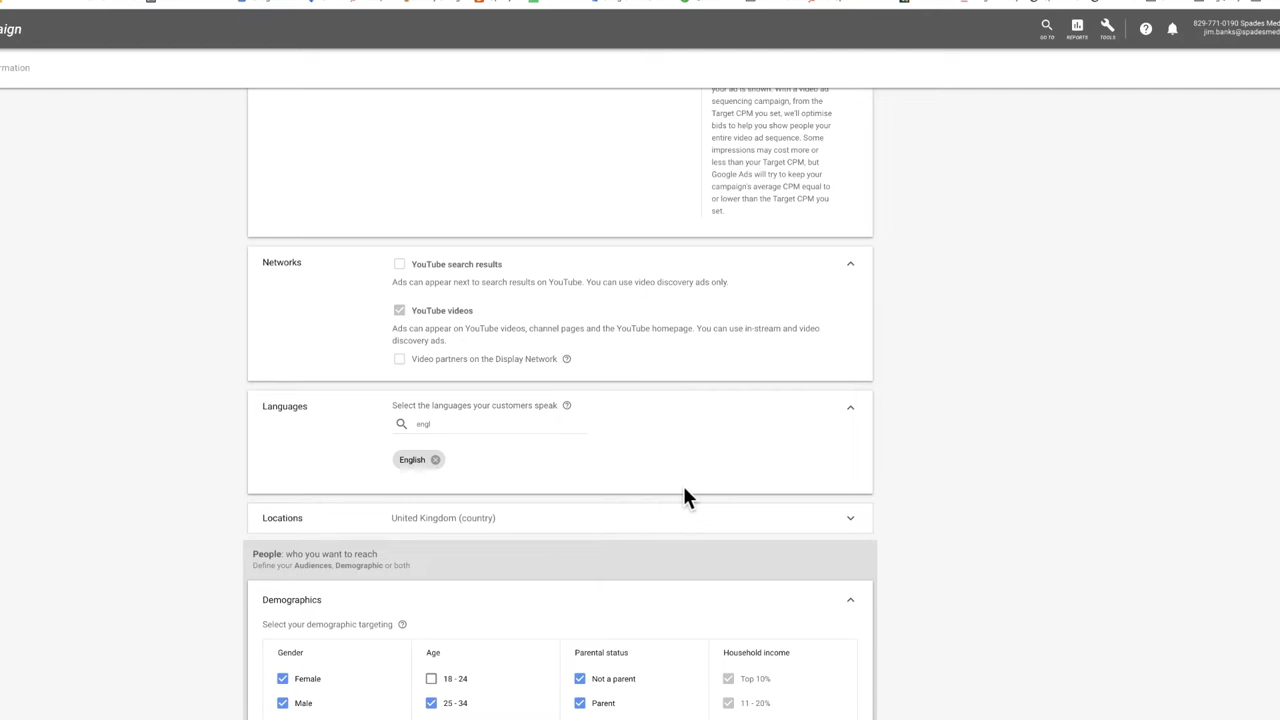 aign
GO TO
REPORTS
TOOLS
829-771-0190 Spades Med
jim.banks@spadesmed
rmation
your ad is shown. With a video ad
sequencing campaign, from the
Target CPM you set, we'll optimise
bids to help you show people your
entire video ad sequence. Some
impressions may cost more or
less than your Target CPM, but
Google Ads will try to keep your
campaign's average CPM equal to
or lower than the Target CPM you
set.
Networks
YouTube search results
Ads can appear next to search results on YouTube. You can use video discovery ads only.
YouTube videos
Ads can appear on YouTube videos, channel pages and the YouTube homepage. You can use in-stream and video
discovery ads.
Video partners on the Display Network
Languages
Select the languages your customers speak
engl
English
Locations
United Kingdom (country)
People: who you want to reach
Define your Audiences, Demographic or both
Demographics
Select your demographic targeting
Gender
Age
Parental status
Household income
Female
18 - 24
Not a parent
Top 10%
Male
25 - 34
Parent
11 - 20%